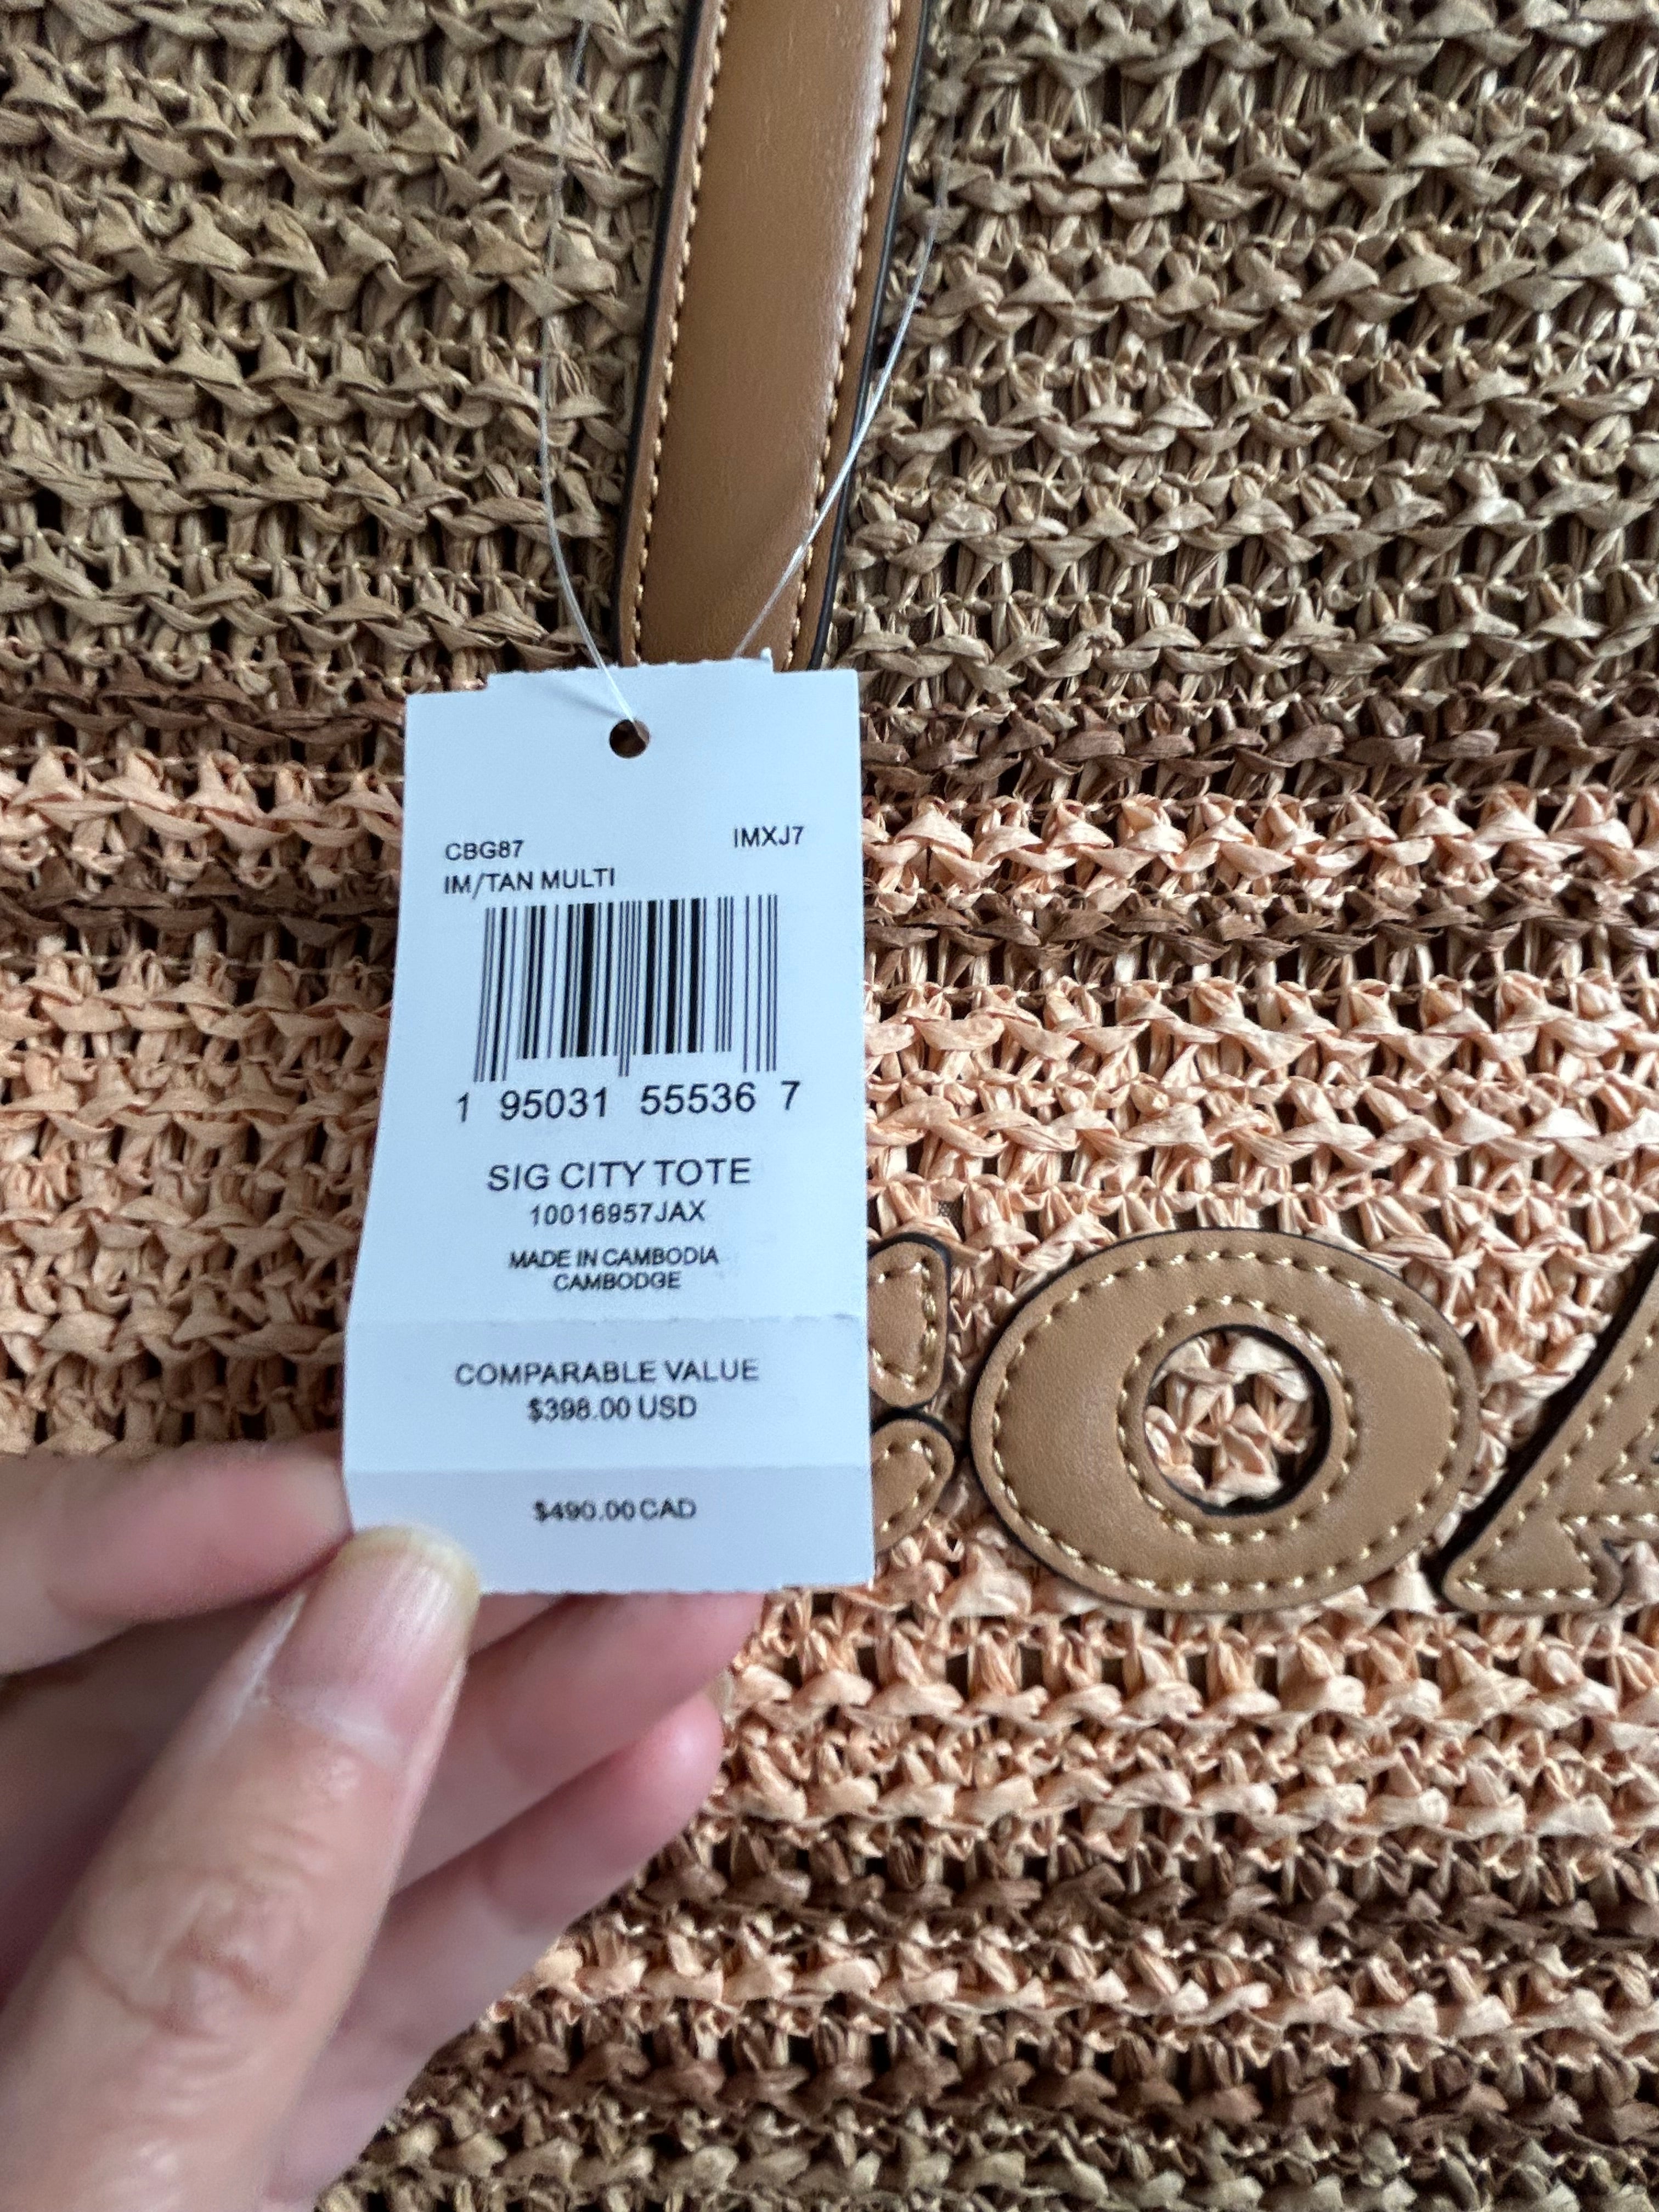 CBG87 IMXJ7
IM/TAN MULTI
1 95031 55536 7
SIG CITY TOTE
10016957JAX
MADE IN CAMBODIA
CAMBODGE
COMPARABLE VALUE
$398.00 USD
$490.00 CAD
COA